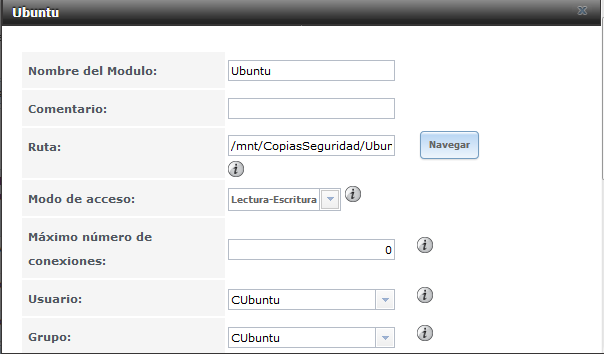 Ubuntu
Nombre del Modulo: Ubuntu
Comentario:
Ruta: /mnt/CopiasSeguridad/Ubur Navegar
Modo de acceso: Lectura-Escritura
Máximo número de
conexiones: 0
Usuario: CUbuntu
Grupo: CUbuntu